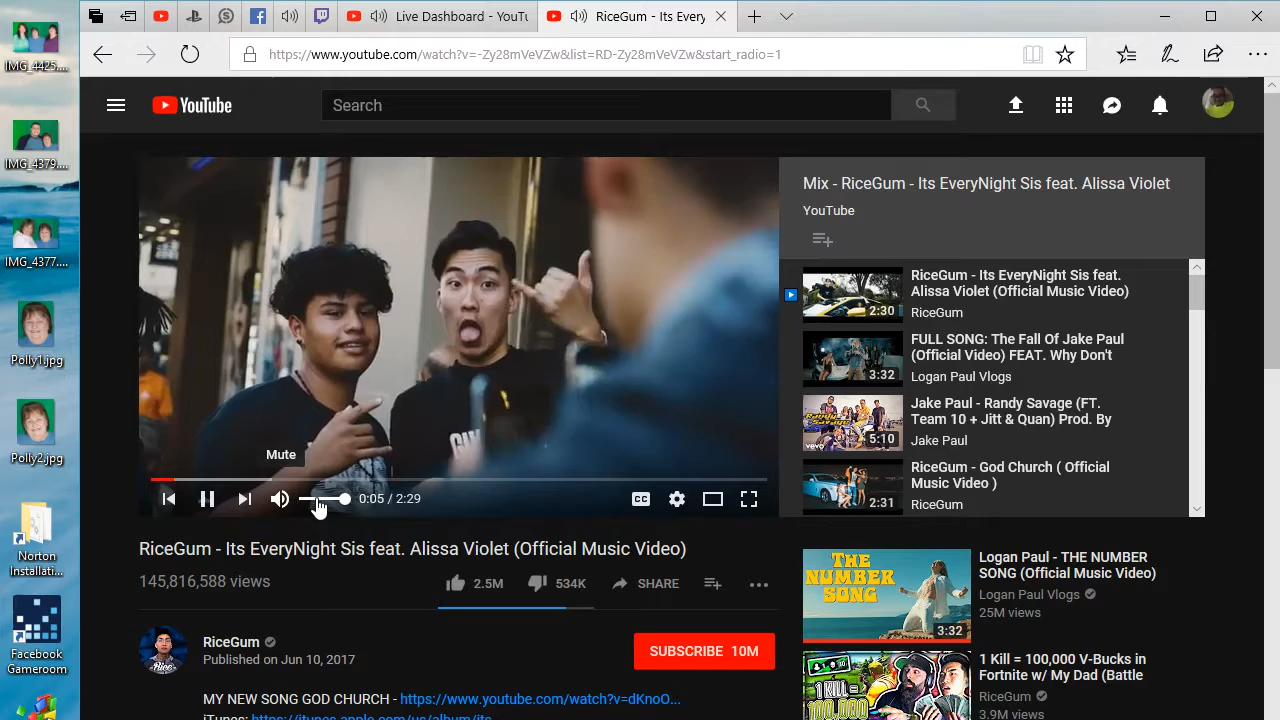 IMG_4425....
IMG_4379....
IMG_4377....
Polly1.jpg
Polly2.jpg
Norton
Installati...
Facebook
Gameroom
Live Dashboard - YouTu
RiceGum - Its Every
https://www.youtube.com/watch?v=-Zy28mVeVZw&list=RD-Zy28mVeVZw&start_radio=1
YouTube
Search
Mute
0:05 / 2:29
CC
RiceGum - Its EveryNight Sis feat. Alissa Violet (Official Music Video)
145,816,588 views
2.5M
534K
SHARE
RiceGum
Published on Jun 10, 2017
SUBSCRIBE 10M
MY NEW SONG GOD CHURCH - https://www.youtube.com/watch?v=dKnoO...
iTunes: https://itunes.apple.com/us/album/its
Mix - RiceGum - Its EveryNight Sis feat. Alissa Violet
YouTube
2:30
RiceGum - Its EveryNight Sis feat.
Alissa Violet (Official Music Video)
RiceGum
3:32
FULL SONG: The Fall Of Jake Paul
(Official Video) FEAT. Why Don't
Logan Paul Vlogs
RANDY SAVAGE
vevo
5:10
Jake Paul - Randy Savage (FT.
Team 10 + Jitt & Quan) Prod. By
Jake Paul
2:31
RiceGum - God Church ( Official
Music Video )
RiceGum
THE
NUMBER
SONG
3:32
Logan Paul - THE NUMBER
SONG (Official Music Video)
Logan Paul Vlogs
25M views
1 KILL =
100,000
1 Kill = 100,000 V-Bucks in
Fortnite w/ My Dad (Battle
RiceGum
3.9M views